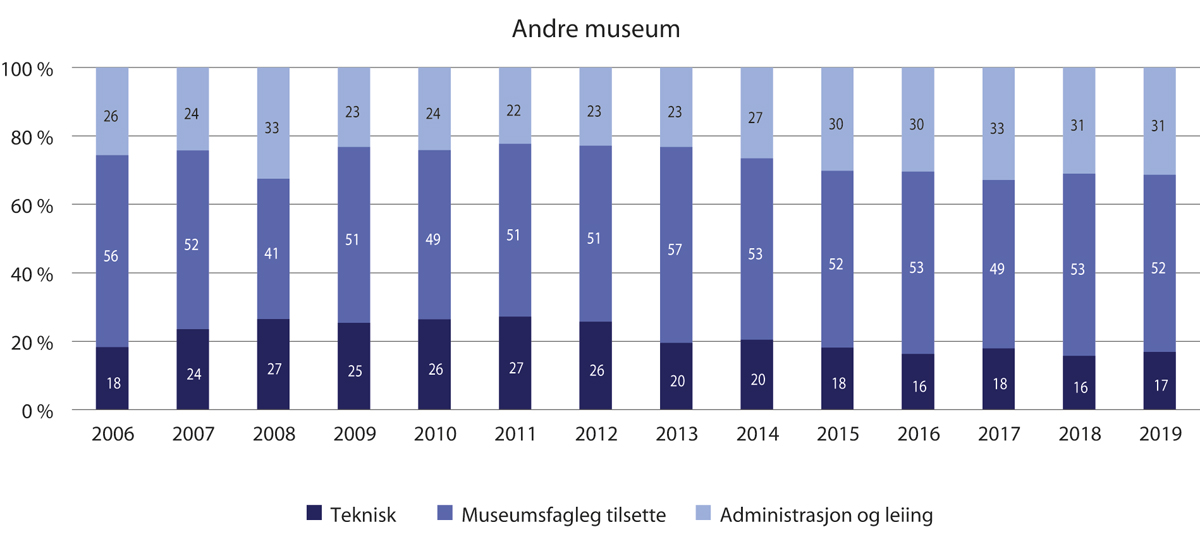 Andre museum
100 %
80 %
60 %
40 %
20 %
0 %
26 24 33 23 24 22 23 23 27 30 30 33 31 31
56 52 41 51 49 51 51 57 53 52 53 49 53 52
18 24 27 25 26 27 26 20 20 18 16 18 16 17
2006 2007 2008 2009 2010 2011 2012 2013 2014 2015 2016 2017 2018 2019
Teknisk Museumsfagleg tilsette Administrasjon og leiing